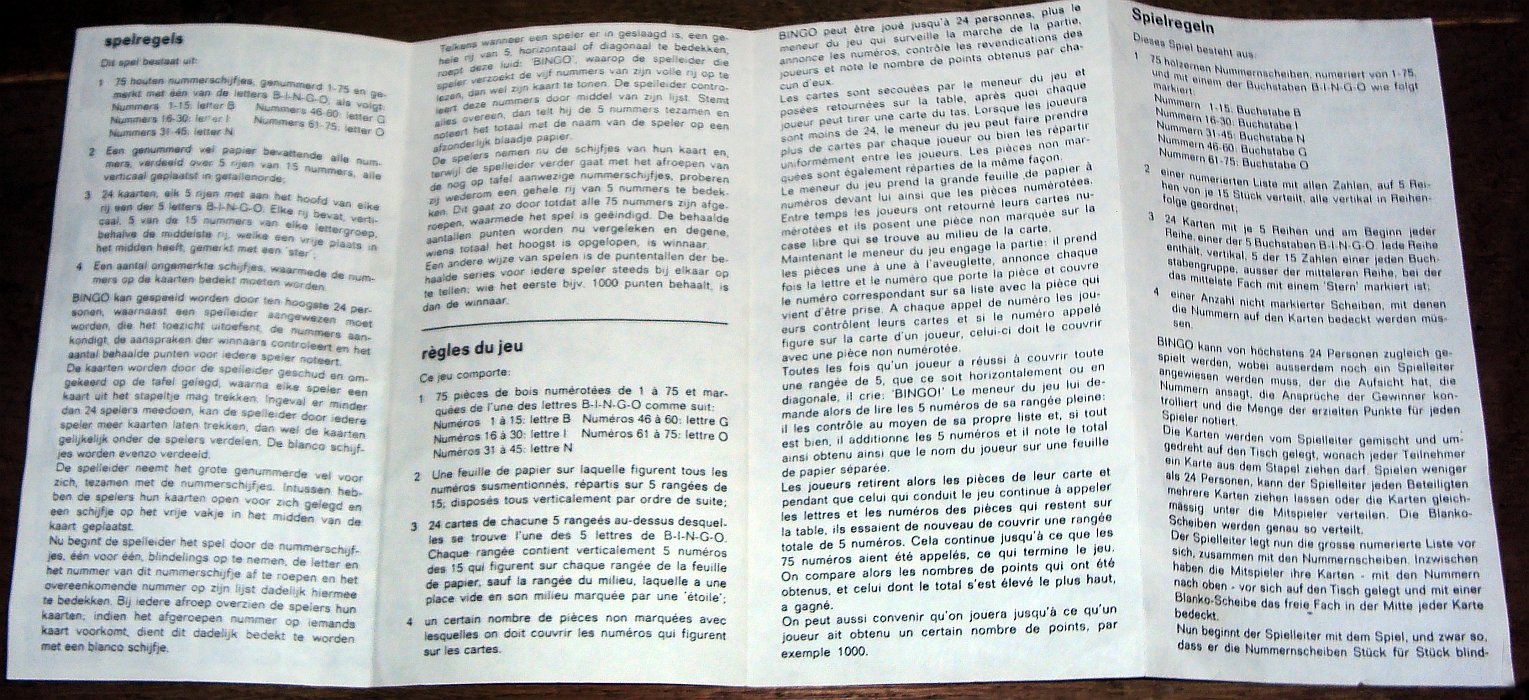 spelregels
Dit spel bestaat uit:
1 75 houten nummerschijfjes, genummerd 1-75 en ge-
merkt met één van de letters B-I-N-G-O, als volgt:
Nummers 1-15: letter B Nummers 46-60: letter G
Nummers 16-30: letter I Nummers 61-75: letter O
Nummers 31-45: letter N
2 Een genummerd vel papier bevattende alle num-
mers, verdeeld over 5 rijen van 15 nummers, alle
verticaal geplaatst in getallenorde;
3 24 kaarten, elk 5 rijen met aan het hoofd van elke
rij een der 5 letters B-I-N-G-O. Elke rij bevat, verti-
caal, 5 van de 15 nummers van elke lettergroep,
behalve de middelste rij, welke een vrije plaats in
het midden heeft, gemerkt met een 'ster';
4 Een aantal ongemerkte schijfjes, waarmede de num-
mers op de kaarten bedekt moeten worden.
BINGO kan gespeeld worden door ten hoogste 24 per-
sonen, waarnaast een spelleider aangewezen moet
worden, die het toezicht uitoefent, de nummers aan-
kondigt, de aanspraken der winnaars controleert en het
aantal behaalde punten voor iedere speler noteert.
De kaarten worden door de spelleider geschud en om-
gekeerd op de tafel gelegd, waarna elke speler een
kaart uit het stapeltje mag trekken. Ingeval er minder
dan 24 spelers meedoen, kan de spelleider door iedere
speler meer kaarten laten trekken, dan wel de kaarten
gelijkelijk onder de spelers verdelen. De blanco schijf-
jes worden evenzo verdeeld.
De spelleider neemt het grote genummerde vel voor
zich, tezamen met de nummerschijfjes. Intussen heb-
ben de spelers hun kaarten open voor zich gelegd en
een schijfje op het vrije vakje in het midden van de
kaart geplaatst.
Nu begint de spelleider het spel door de nummerschijf-
jes, één voor één, blindelings op te nemen, de letter en
het nummer van dit nummerschijfje af te roepen en het
overeenkomende nummer op zijn lijst dadelijk hiermee
te bedekken. Bij iedere afroep overzien de spelers hun
kaarten; indien het afgeroepen nummer op iemands
kaart voorkomt, dient dit dadelijk bedekt te worden
met een blanco schijfje.
Telkens wanneer een speler er in geslaagd is, een ge-
hele rij van 5, horizontaal of diagonaal te bedekken,
roept deze luid: 'BINGO', waarop de spelleider die
speler verzoekt de vijf nummers van zijn volle rij op te
lezen, dan wel zijn kaart te tonen. De spelleider contro-
leert deze nummers door middel van zijn lijst. Stemt
alles overeen, dan telt hij de 5 nummers tezamen en
noteert het totaal met de naam van de speler op een
afzonderlijk blaadje papier.
De spelers nemen nu de schijfjes van hun kaart en,
terwijl de spelleider verder gaat met het afroepen van
de nog op tafel aanwezige nummerschijfjes, proberen
zij wederom een gehele rij van 5 nummers te bedek-
ken. Dit gaat zo door totdat alle 75 nummers zijn afge-
roepen, waarmede het spel is geëindigd. De behaalde
aantallen punten worden nu vergeleken en degene,
wiens totaal het hoogst is opgelopen, is winnaar.
Een andere wijze van spelen is de puntentallen der be-
haalde series voor iedere speler steeds bij elkaar op
te tellen; wie het eerste bijv. 1000 punten behaalt, is
dan de winnaar.
règles du jeu
Ce jeu comporte:
1 75 pièces de bois numérotées de 1 à 75 et mar-
quées de l'une des lettres B-I-N-G-O comme suit:
Numéros 1 à 15: lettre B Numéros 46 à 60: lettre G
Numéros 16 à 30: lettre I Numéros 61 à 75: lettre O
Numéros 31 à 45: lettre N
2 Une feuille de papier sur laquelle figurent tous les
numéros susmentionnés, répartis sur 5 rangées de
15, disposés tous verticalement par ordre de suite;
3 24 cartes de chacune 5 rangeés au-dessus desquel-
les se trouve l'une des 5 lettres de B-I-N-G-O.
Chaque rangée contient verticalement 5 numéros
des 15 qui figurent sur chaque rangée de la feuille
de papier, sauf la rangée du milieu, laquelle a une
place vide en son milieu marquée par une 'étoile';
4 un certain nombre de pièces non marquées avec
lesquelles on doit couvrir les numéros qui figurent
sur les cartes.
BINGO peut être joué jusqu'à 24 personnes, plus le
meneur du jeu qui surveille la marche de la partie,
annonce les numéros, contrôle les revendications des
joueurs et note le nombre de points obtenus par cha-
cun d'eux.
Les cartes sont secouées par le meneur du jeu et
posées retournées sur la table, après quoi chaque
joueur peut tirer une carte du tas. Lorsque les joueurs
sont moins de 24, le meneur du jeu peut faire prendre
plus de cartes par chaque joueur ou bien les répartir
uniformément entre les joueurs. Les pièces non mar-
quées sont également réparties de la même façon.
Le meneur du jeu prend la grande feuille de papier à
numéros devant lui ainsi que les pièces numérotées.
Entre temps les joueurs ont retourné leurs cartes nu-
mérotées et ils posent une pièce non marquée sur la
case libre qui se trouve au milieu de la carte.
Maintenant le meneur du jeu engage la partie: il prend
les pièces une à une à l'aveuglette, annonce chaque
fois la lettre et le numéro que porte la pièce et couvre
le numéro correspondant sur sa liste avec la pièce qui
vient d'être prise. A chaque appel de numéro les jou-
eurs contrôlent leurs cartes et si le numéro appelé
figure sur la carte d'un joueur, celui-ci doit le couvrir
avec une pièce non numérotée.
Toutes les fois qu'un joueur a réussi à couvrir toute
une rangée de 5, que ce soit horizontalement ou en
diagonale, il crie: 'BINGO!' Le meneur du jeu lui de-
mande alors de lire les 5 numéros de sa rangée pleine:
il les contrôle au moyen de sa propre liste et, si tout
est bien, il additionne les 5 numéros et il note le total
ainsi obtenu ainsi que le nom du joueur sur une feuille
de papier séparée.
Les joueurs retirent alors les pièces de leur carte et
pendant que celui qui conduit le jeu continue à appeler
les lettres et les numéros des pièces qui restent sur
la table, ils essaient de nouveau de couvrir une rangée
totale de 5 numéros. Cela continue jusqu'à ce que les
75 numéros aient été appelés, ce qui termine le jeu.
On compare alors les nombres de points qui ont été
obtenus, et celui dont le total s'est élevé le plus haut,
a gagné.
On peut aussi convenir qu'on jouera jusqu'à ce qu'un
joueur ait obtenu un certain nombre de points, par
exemple 1000.
Spielregeln
Dieses Spiel besteht aus:
1 75 hölzernen Nummernscheiben, numeriert von 1-75,
und mit einem der Buchstaben B-I-N-G-O wie folgt
markiert:
Nummern 1-15: Buchstabe B
Nummern 16-30: Buchstabe I
Nummern 31-45: Buchstabe N
Nummern 46-60: Buchstabe G
Nummern 61-75: Buchstabe O
2 einer numerierten Liste mit allen Zahlen, auf 5 Rei-
hen von je 15 Stück verteilt, alle vertikal in Reihen-
folge geordnet;
3 24 Karten mit je 5 Reihen und am Beginn jeder
Reihe einer der 5 Buchstaben B-I-N-G-O. Jede Reihe
enthält, vertikal, 5 der 15 Zahlen einer jeden Buch-
stabengruppe, ausser der mittleren Reihe, bei der
das mittelste Fach mit einem 'Stern' markiert ist;
4 einer Anzahl nicht markierter Scheiben, mit denen
die Nummern auf den Karten bedeckt werden müs-
sen.
BINGO kann von höchstens 24 Personen zugleich ge-
spielt werden, wobei ausserdem noch ein Spielleiter
angewiesen werden muss, der die Aufsicht hat, die
Nummern ansagt, die Ansprüche der Gewinner kon-
trolliert und die Menge der erzielten Punkte für jeden
Spieler notiert.
Die Karten werden vom Spielleiter gemischt und um-
gedreht auf den Tisch gelegt, wonach jeder Teilnehmer
ein Karte aus dem Stapel ziehen darf. Spielen weniger
als 24 Personen, kann der Spielleiter jeden Beteiligten
mehrere Karten ziehen lassen oder die Karten gleich-
mässig unter die Mitspieler verteilen. Die Blanko-
Scheiben werden genau so verteilt.
Der Spielleiter legt nun die grosse numerierte Liste vor
sich, zusammen mit den Nummernscheiben. Inzwischen
haben die Mitspieler ihre Karten - mit den Nummern
nach oben - vor sich auf den Tisch gelegt und mit einer
Blanko-Scheibe das freie Fach in der Mitte jeder Karte
bedeckt.
Nun beginnt der Spielleiter mit dem Spiel, und zwar so,
dass er die Nummernscheiben Stück für Stück blind-